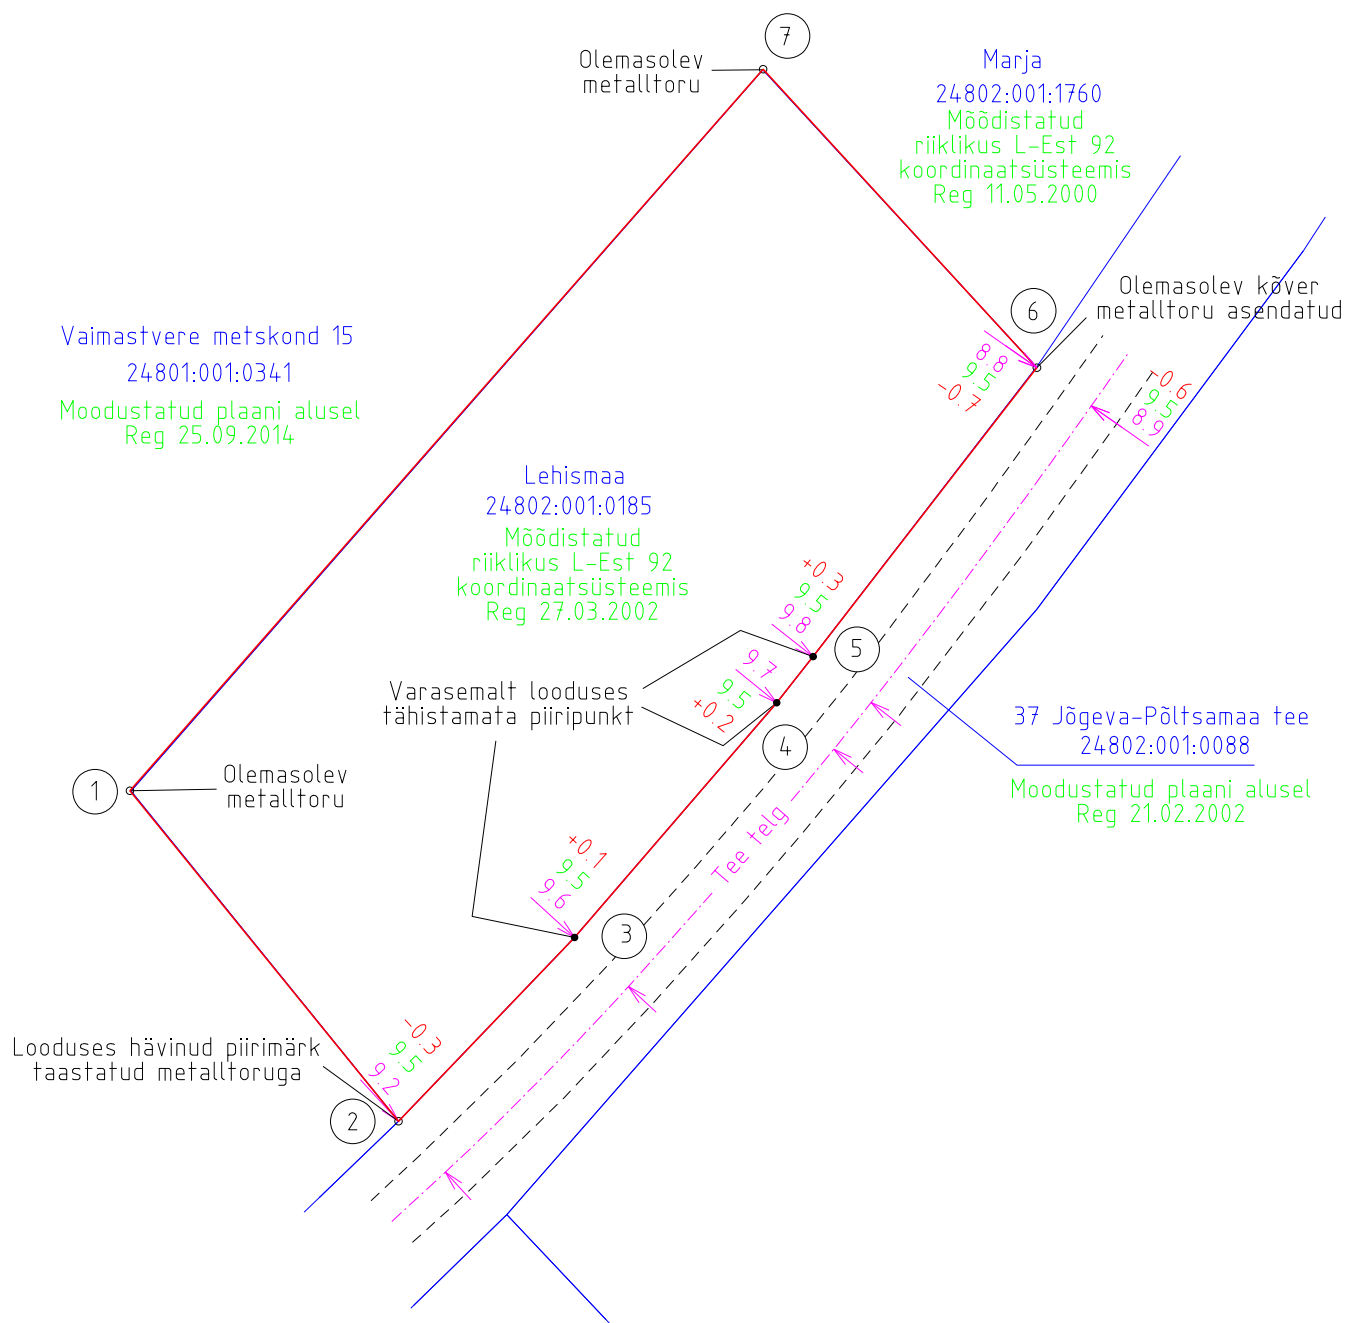 7
Olemasolev
metalltoru
Marja
24802:001:1760
Mõõdistatud
riiklikus L-Est 92
koordinaatsüsteemis
Reg 11.05.2000
6
Olemasolev kõver
metalltoru asendatud
Vaimastvere metskond 15
24801:001:0341
Moodustatud plaani alusel
Reg 25.09.2014
8.8
9.5
-0.7
-0.6
9.5
8.9
Lehismaa
24802:001:0185
Mõõdistatud
riiklikus L-Est 92
koordinaatsüsteemis
Reg 27.03.2002
+0.3
9.5
9.8
5
9.7
9.5
+0.2
4
Varasemalt looduses
tähistamata piiripunkt
37 Jõgeva-Põltsamaa tee
24802:001:0088
Moodustatud plaani alusel
Reg 21.02.2002
1
Olemasolev
metalltoru
Tee telg
+0.1
9.5
9.6
3
Looduses hävinud piirimärk
taastatud metalltoruga
-0.3
9.5
9.2
2